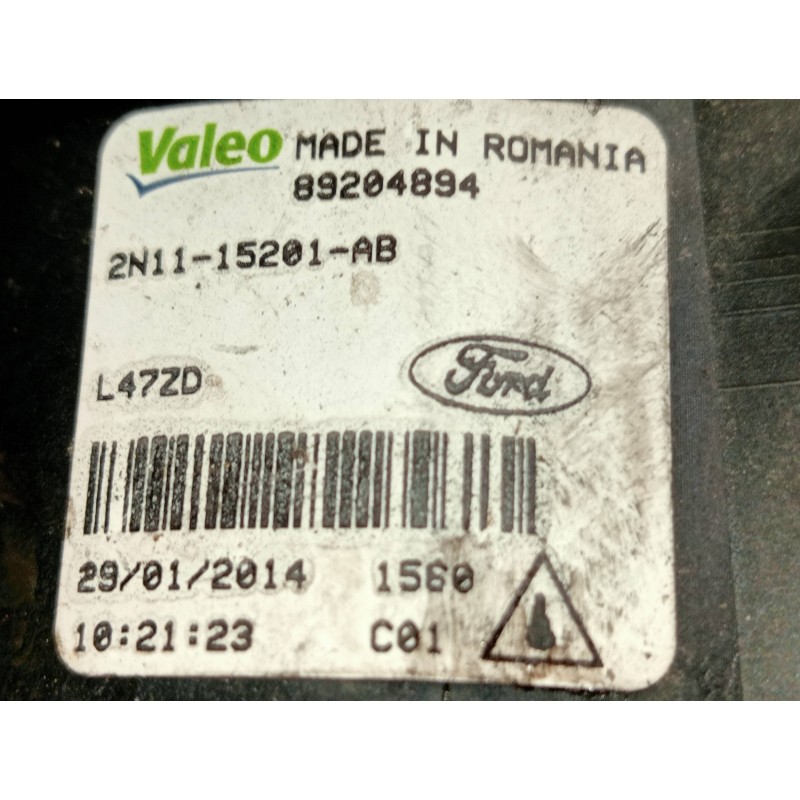 Valeo MADE IN ROMANIA
89204894
2N11-15201-AB
L47ZD
Ford
29/01/2014 1560
10:21:23 C01